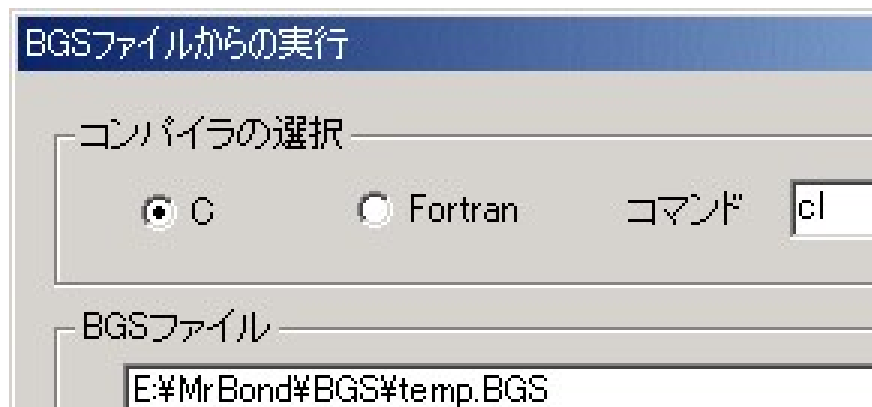 BGSファイルからの実行
コンパイラの選択
C Fortran コマンド cl
BGSファイル
E:¥MrBond¥BGS¥temp.BGS